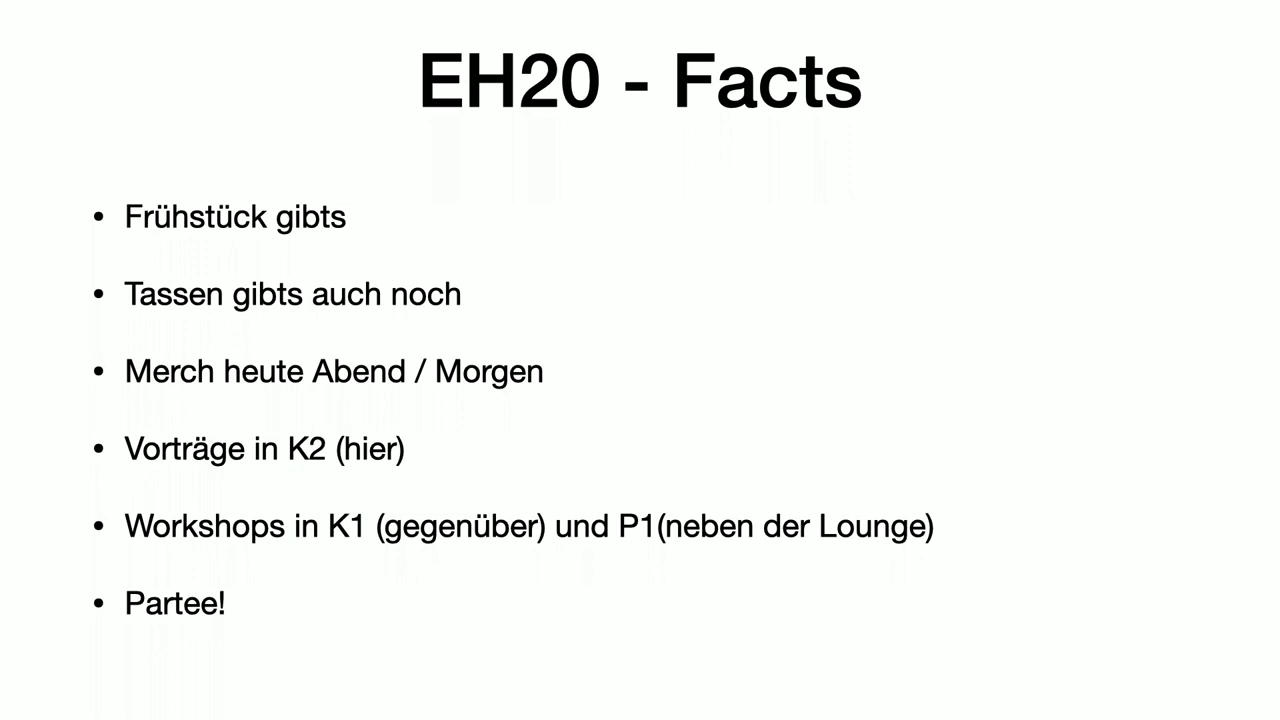 EH20 - Facts
• Frühstück gibts
• Tassen gibts auch noch
• Merch heute Abend / Morgen
• Vorträge in K2 (hier)
• Workshops in K1 (gegenüber) und P1(neben der Lounge)
• Partee!